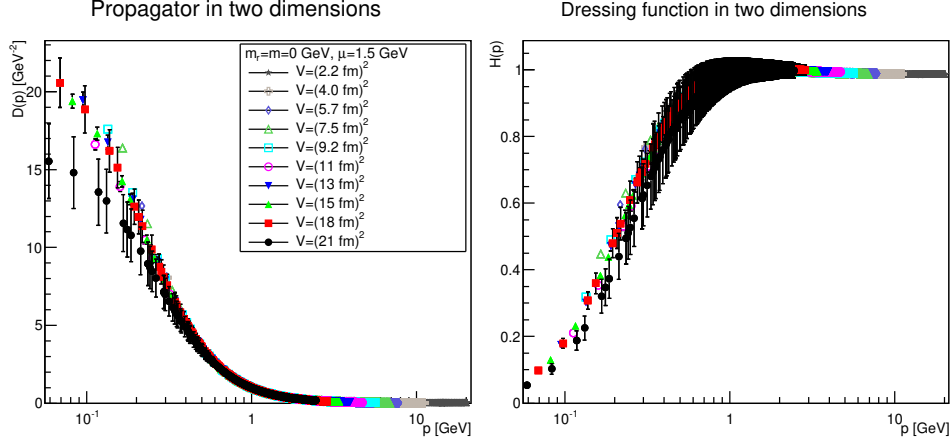 Propagator in two dimensions
D(p) [GeV⁻²]
20
15
10
5
0
10⁻¹
1
10
p [GeV]
mᵣ=m=0 GeV, μ=1.5 GeV
V=(2.2 fm)²
V=(4.0 fm)²
V=(5.7 fm)²
V=(7.5 fm)²
V=(9.2 fm)²
V=(11 fm)²
V=(13 fm)²
V=(15 fm)²
V=(18 fm)²
V=(21 fm)²
Dressing function in two dimensions
H(p)
1
0.8
0.6
0.4
0.2
0
10⁻¹
1
10
p [GeV]